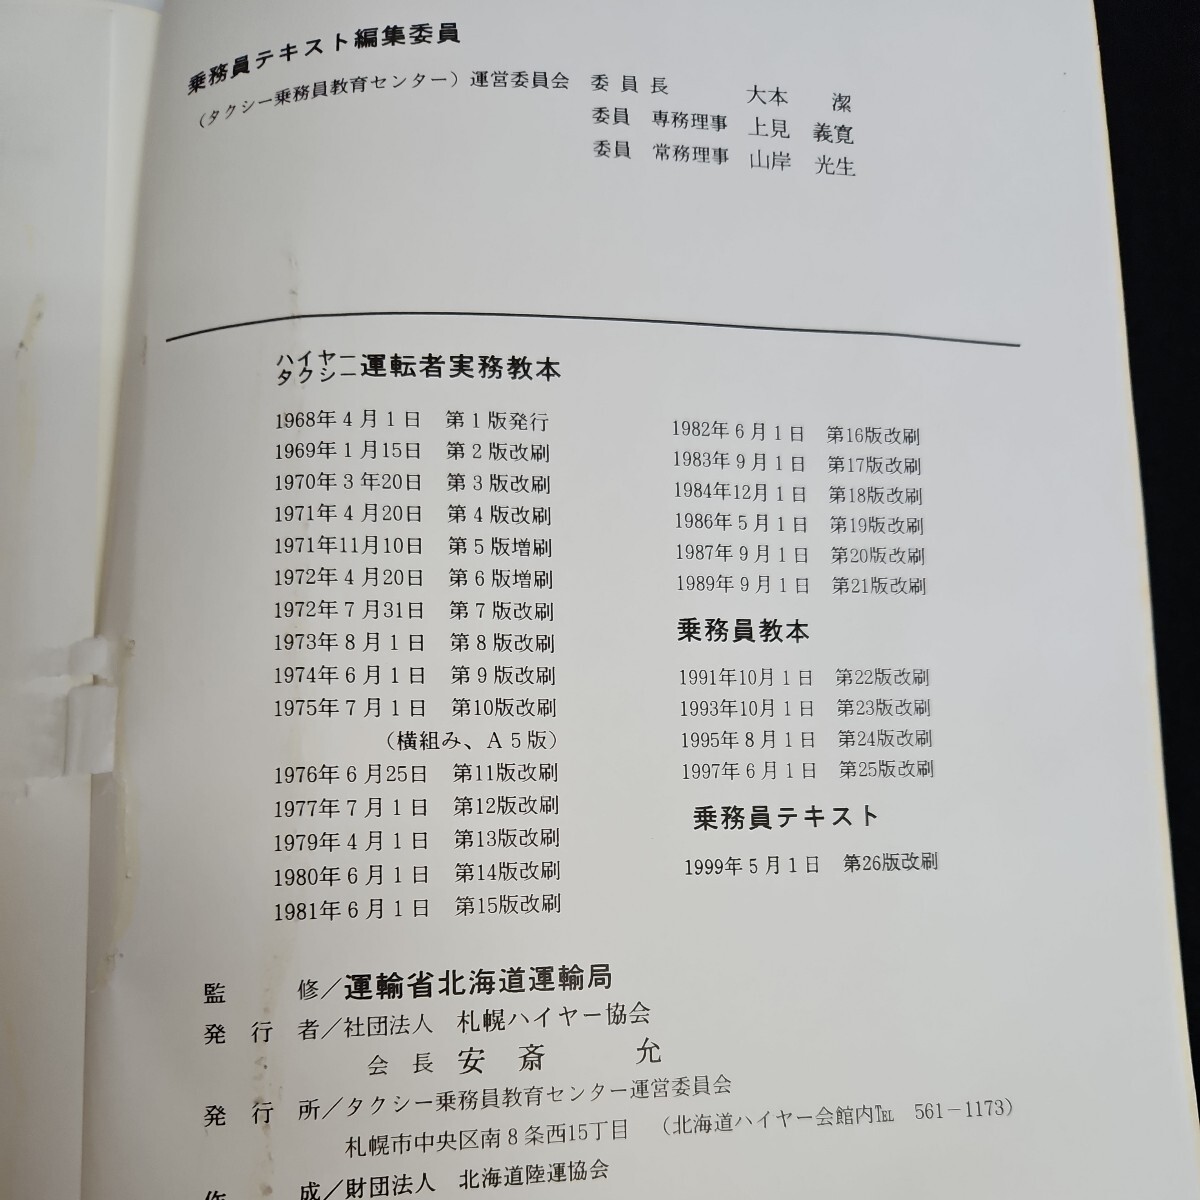 乗務員テキスト編集委員
(タクシー乗務員教育センター)運営委員会 委員長 大本 潔
委員 専務理事 上見 義寛
委員 常務理事 山岸 光生
ハイヤー
タクシー 運転者実務教本
1968年4月1日 第1版発行
1969年1月15日 第2版改刷
1970年3年20日 第3版改刷
1971年4月20日 第4版改刷
1971年11月10日 第5版増刷
1972年4月20日 第6版増刷
1972年7月31日 第7版改刷
1973年8月1日 第8版改刷
1974年6月1日 第9版改刷
1975年7月1日 第10版改刷
(横組み、A5版)
1976年6月25日 第11版改刷
1977年7月1日 第12版改刷
1979年4月1日 第13版改刷
1980年6月1日 第14版改刷
1981年6月1日 第15版改刷
1982年6月1日 第16版改刷
1983年9月1日 第17版改刷
1984年12月1日 第18版改刷
1986年5月1日 第19版改刷
1987年9月1日 第20版改刷
1989年9月1日 第21版改刷
乗務員教本
1991年10月1日 第22版改刷
1993年10月1日 第23版改刷
1995年8月1日 第24版改刷
1997年6月1日 第25版改刷
乗務員テキスト
1999年5月1日 第26版改刷
監修/運輸省北海道運輸局
発行者/社団法人 札幌ハイヤー協会
会長 安斎 允
発行所/タクシー乗務員教育センター運営委員会
札幌市中央区南8条西15丁目 (北海道ハイヤー会館内℡ 561-1173)
作成/財団法人 北海道陸運協会